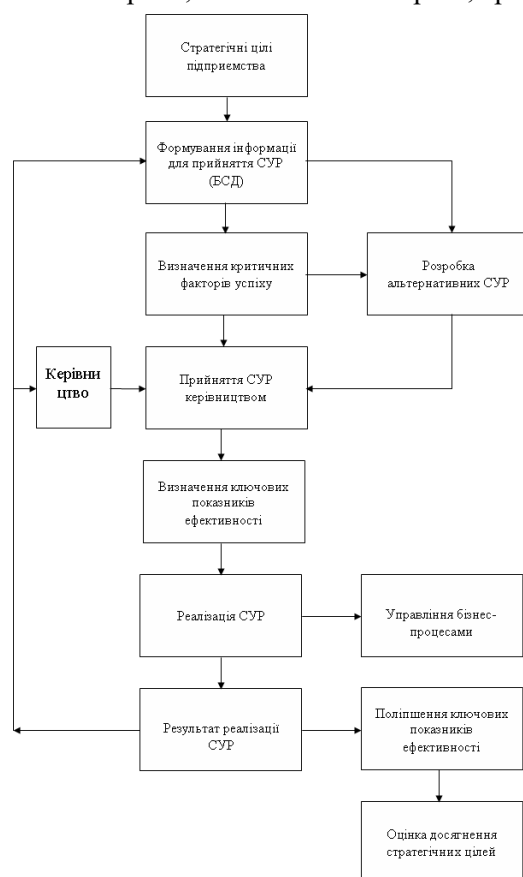 Стратегічні цілі
підприємства
Формування інформації
для прийняття СУР
(БСД)
Визначення критичних
факторів успіху
Розробка
альтернативних СУР
Керівни
цтво
Прийняття СУР
керівництвом
Визначення ключових
показників
ефективності
Реалізація СУР
Управління бізнес-
процесами
Результат реалізації
СУР
Поліпшення ключових
показників
ефективності
Оцінка досягнення
стратегічних цілей